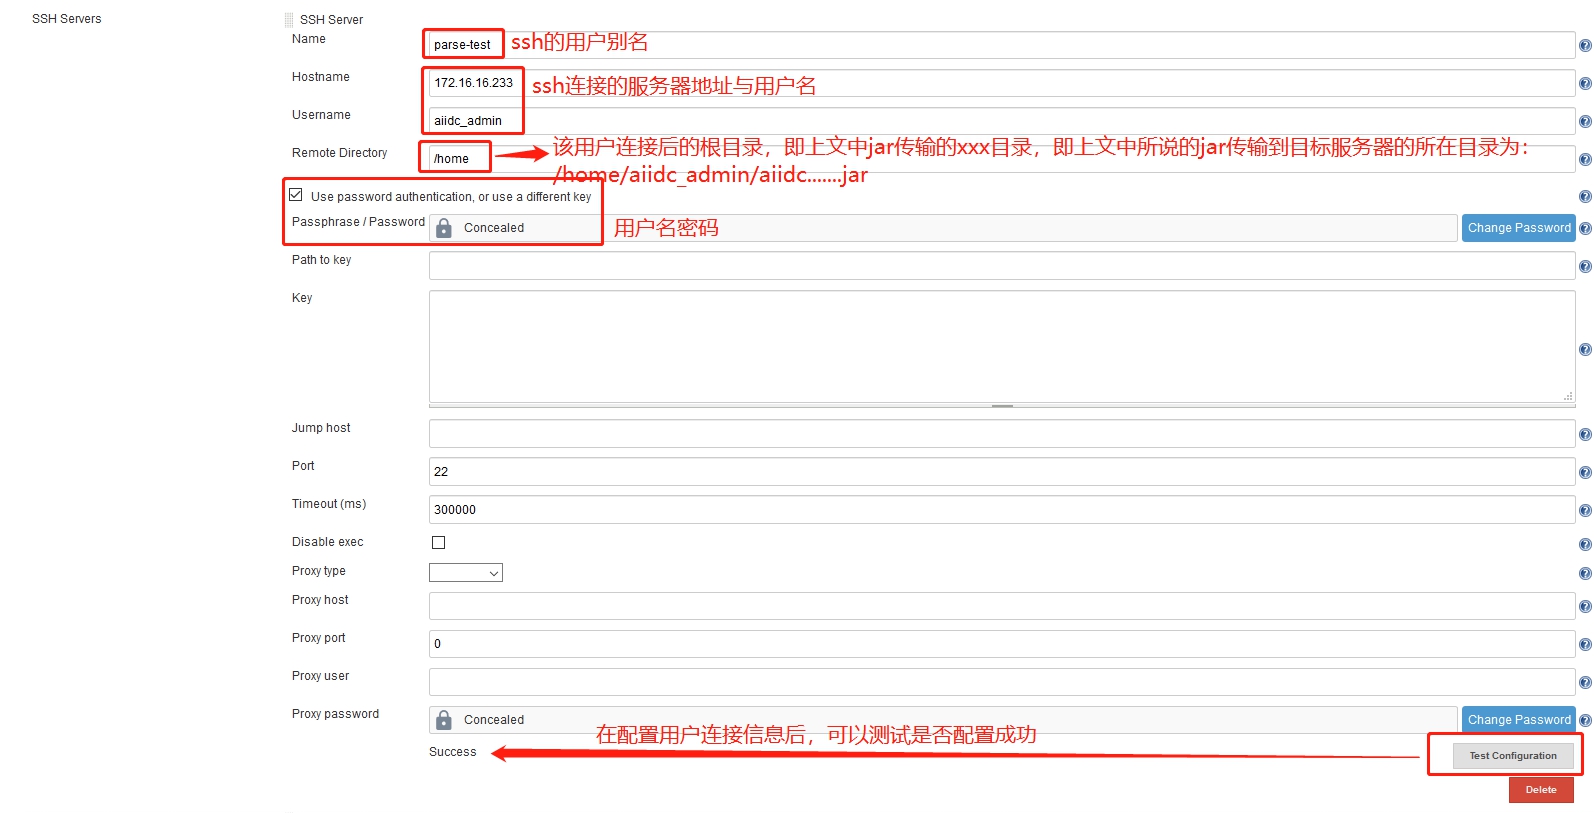 SSH Servers
SSH Server
Name
parse-test
ssh的用户别名
Hostname
172.16.16.233
ssh连接的服务器地址与用户名
Username
aiidc_admin
Remote Directory
/home
该用户连接后的根目录，即上文中jar传输的xxx目录，即上文中所说的jar传输到目标服务器的所在目录为：
/home/aiidc_admin/aiidc.......jar
Use password authentication, or use a different key
Passphrase / Password
Concealed
用户名密码
Change Password
Path to key
Key
Jump host
Port
22
Timeout (ms)
300000
Disable exec
Proxy type
Proxy host
Proxy port
0
Proxy user
Proxy password
Concealed
Change Password
在配置用户连接信息后，可以测试是否配置成功
Success
Test Configuration
Delete